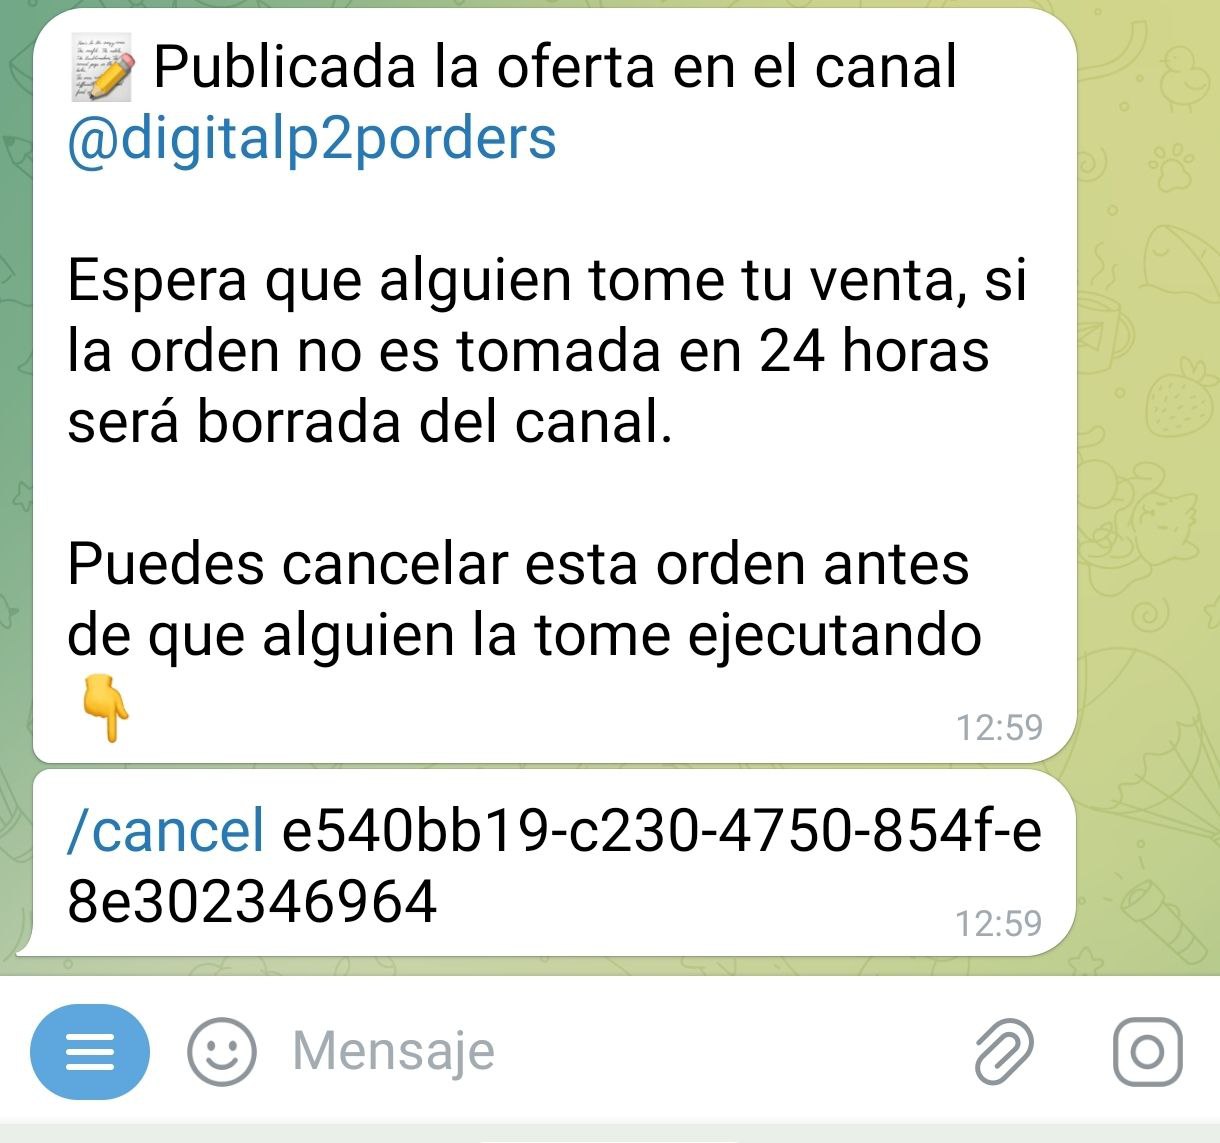 Publicada la oferta en el canal
@digitalp2porders
Espera que alguien tome tu venta, si
la orden no es tomada en 24 horas
será borrada del canal.
Puedes cancelar esta orden antes
de que alguien la tome ejecutando
12:59
/cancel e540bb19-c230-4750-854f-e
8e302346964
12:59
Mensaje